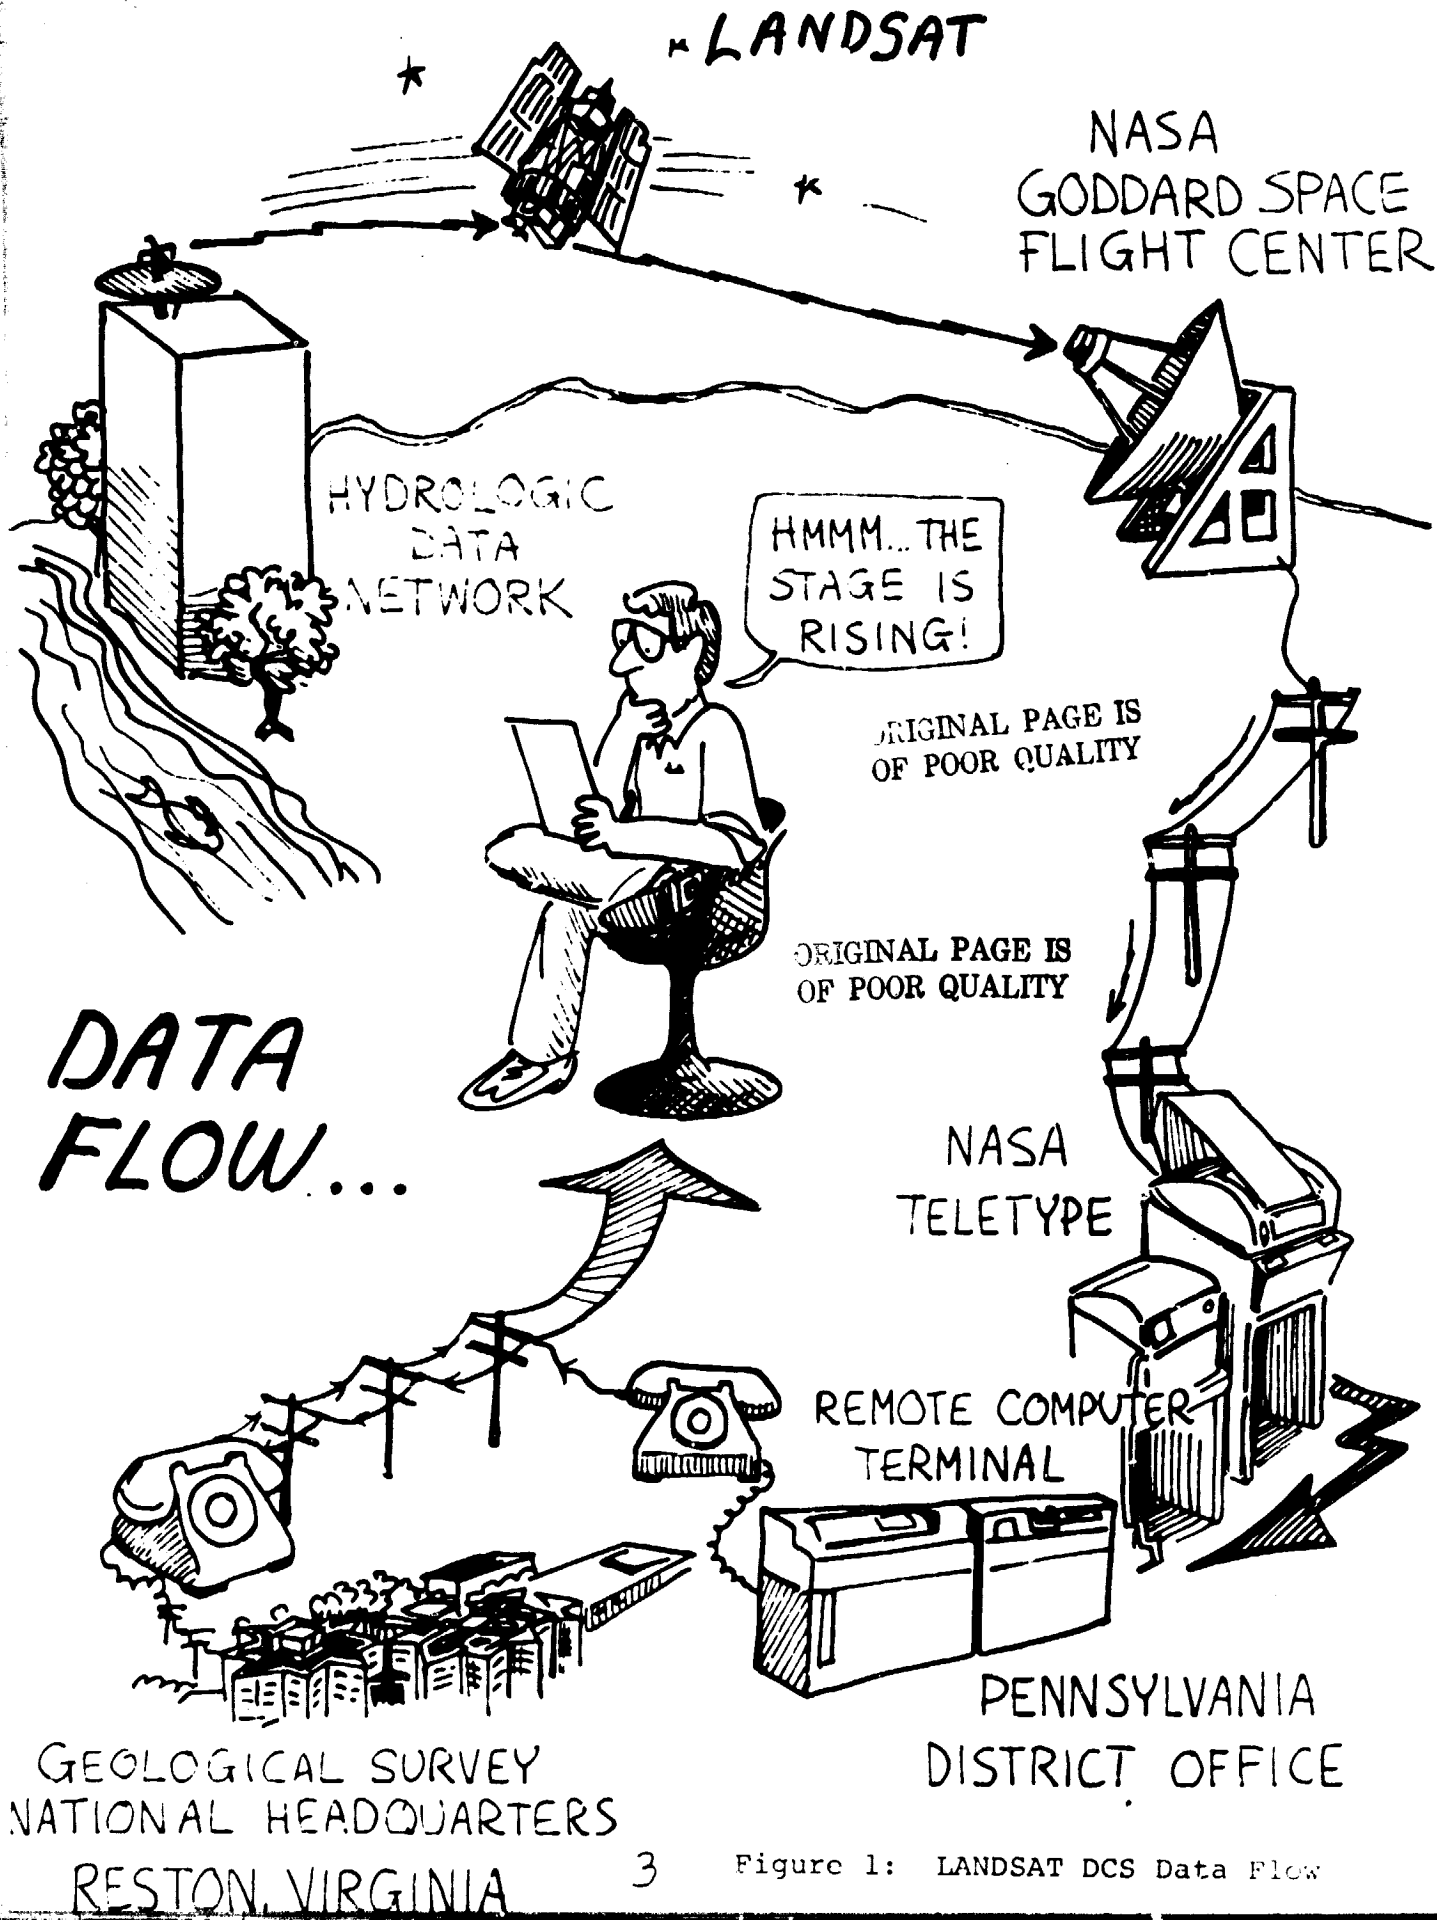 LANDSAT
NASA
GODDARD SPACE
FLIGHT CENTER
HYDROLOGIC
DATA
NETWORK
HMMM... THE
STAGE IS
RISING!
ORIGINAL PAGE IS
OF POOR QUALITY
ORIGINAL PAGE IS
OF POOR QUALITY
DATA
FLOW...
NASA
TELETYPE
REMOTE COMPUTER
TERMINAL
PENNSYLVANIA
DISTRICT OFFICE
GEOLOGICAL SURVEY
NATIONAL HEADQUARTERS
RESTON, VIRGINIA
3
Figure 1: LANDSAT DCS Data Flow